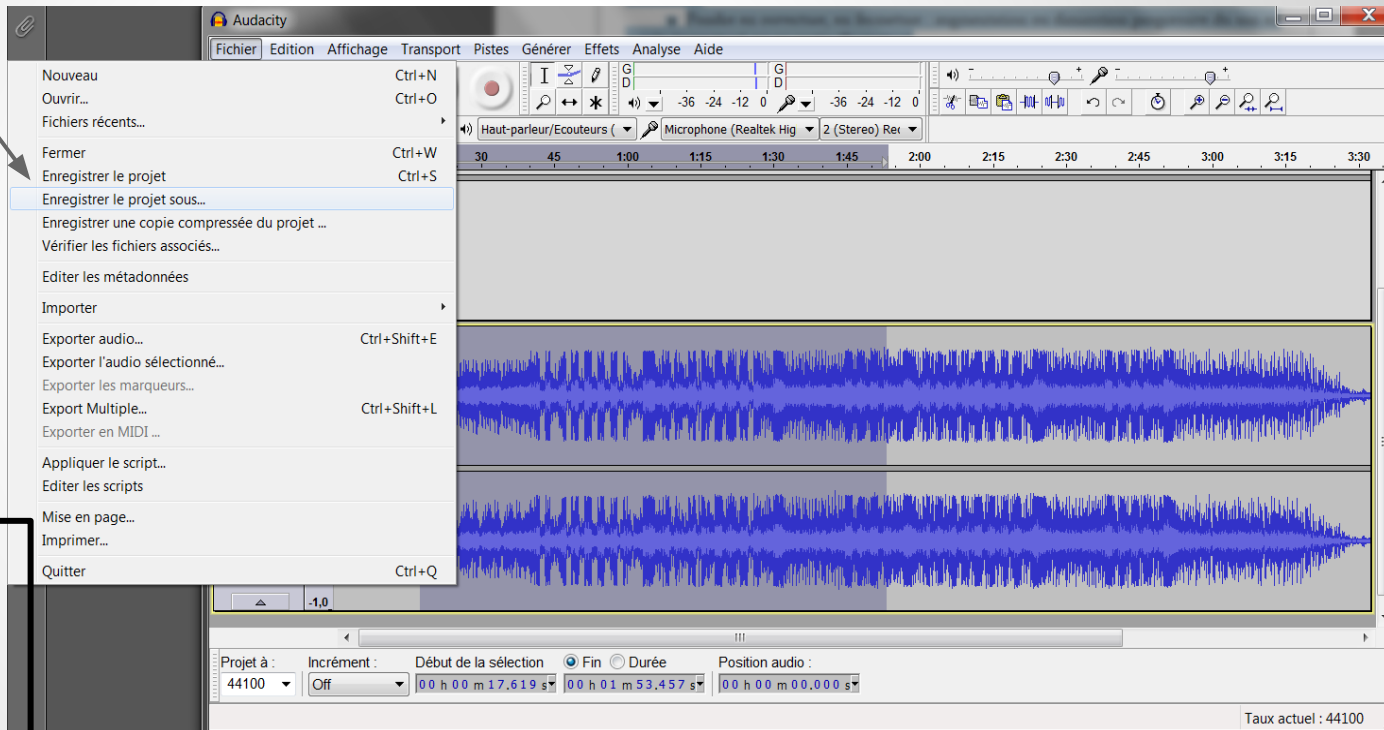 Audacity
Fichier Edition Affichage Transport Pistes Générer Effets Analyse Aide
Nouveau Ctrl+N
Ouvrir... Ctrl+O
Fichiers récents...
Fermer Ctrl+W
Enregistrer le projet Ctrl+S
Enregistrer le projet sous...
Enregistrer une copie compressée du projet ...
Vérifier les fichiers associés...
Editer les métadonnées
Importer
Exporter audio... Ctrl+Shift+E
Exporter l'audio sélectionné...
Exporter les marqueurs...
Export Multiple... Ctrl+Shift+L
Exporter en MIDI ...
Appliquer le script...
Editer les scripts
Mise en page...
Imprimer...
Quitter Ctrl+Q
G G
D D
-36 -24 -12 0 -36 -24 -12 0
Haut-parleur/Ecouteurs ( Microphone (Realtek Hig 2 (Stereo) Rec
30 45 1:00 1:15 1:30 1:45 2:00 2:15 2:30 2:45 3:00 3:15 3:30
-1,0
Projet à : Incrément : Début de la sélection Fin Durée Position audio :
44100 Off 00 h 00 m 17,619 s 00 h 01 m 53,457 s 00 h 00 m 00,000 s
Taux actuel : 44100